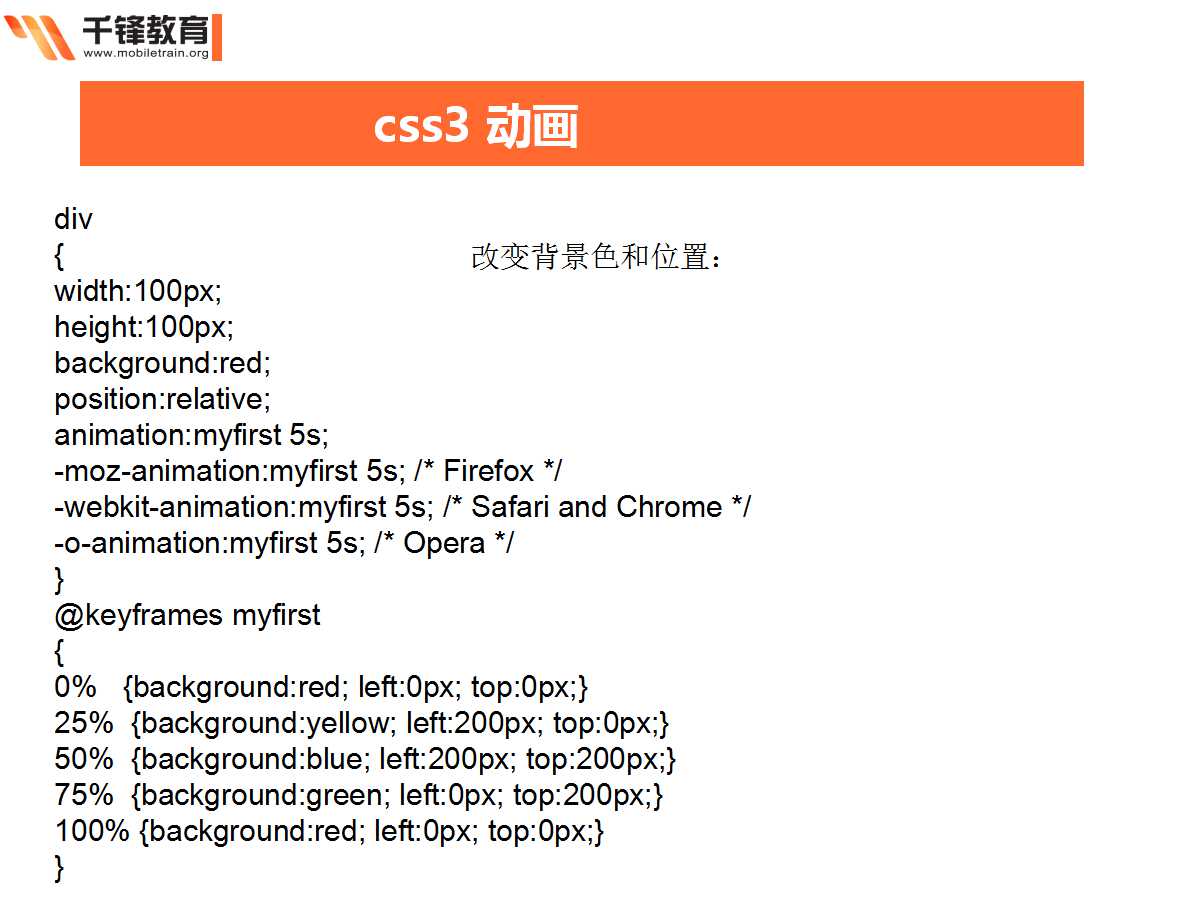 千锋教育
www.mobiletrain.org
css3 动画
div
{
改变背景色和位置：
width:100px;
height:100px;
background:red;
position:relative;
animation:myfirst 5s;
-moz-animation:myfirst 5s; /* Firefox */
-webkit-animation:myfirst 5s; /* Safari and Chrome */
-o-animation:myfirst 5s; /* Opera */
}
@keyframes myfirst
{
0%   {background:red; left:0px; top:0px;}
25%  {background:yellow; left:200px; top:0px;}
50%  {background:blue; left:200px; top:200px;}
75%  {background:green; left:0px; top:200px;}
100% {background:red; left:0px; top:0px;}
}